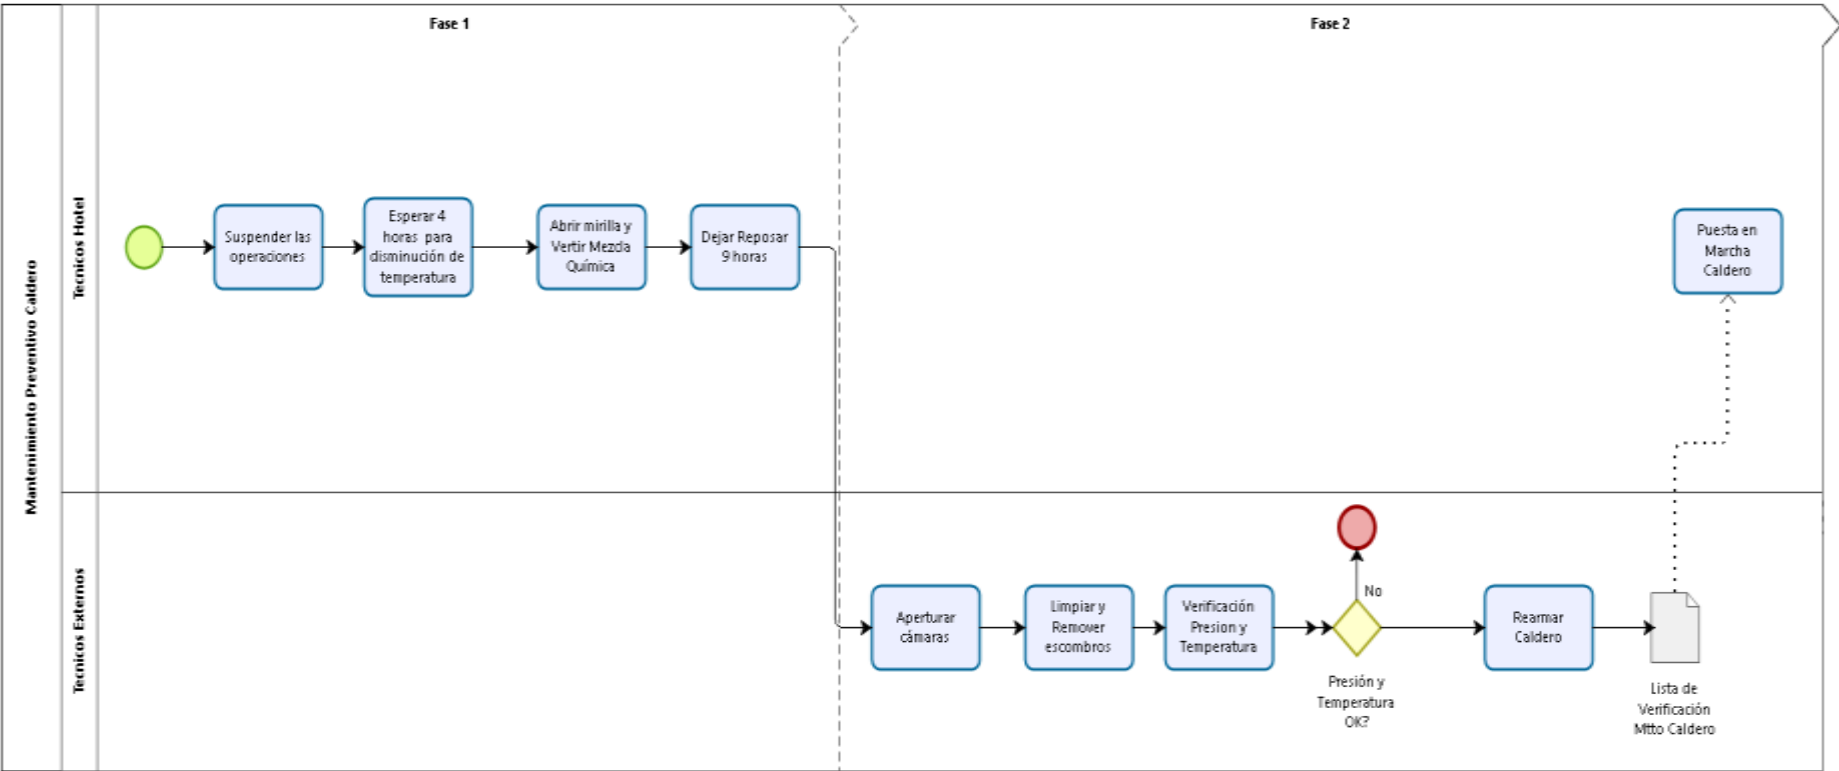 Fase 1
Fase 2
Mantenimiento Preventivo Caldero
Tecnicos Hotel
Suspender las
operaciones
Esperar 4
horas para
disminución de
temperatura
Abrir mirilla y
Vertir Mezcla
Química
Dejar Reposar
9 horas
Puesta en
Marcha
Caldero
Tecnicos Externos
Aperturar
cámaras
Limpiar y
Remover
escombros
Verificación
Presion y
Temperatura
No
Presión y
Temperatura
OK?
Rearmar
Caldero
Lista de
Verificación
Mtto Caldero